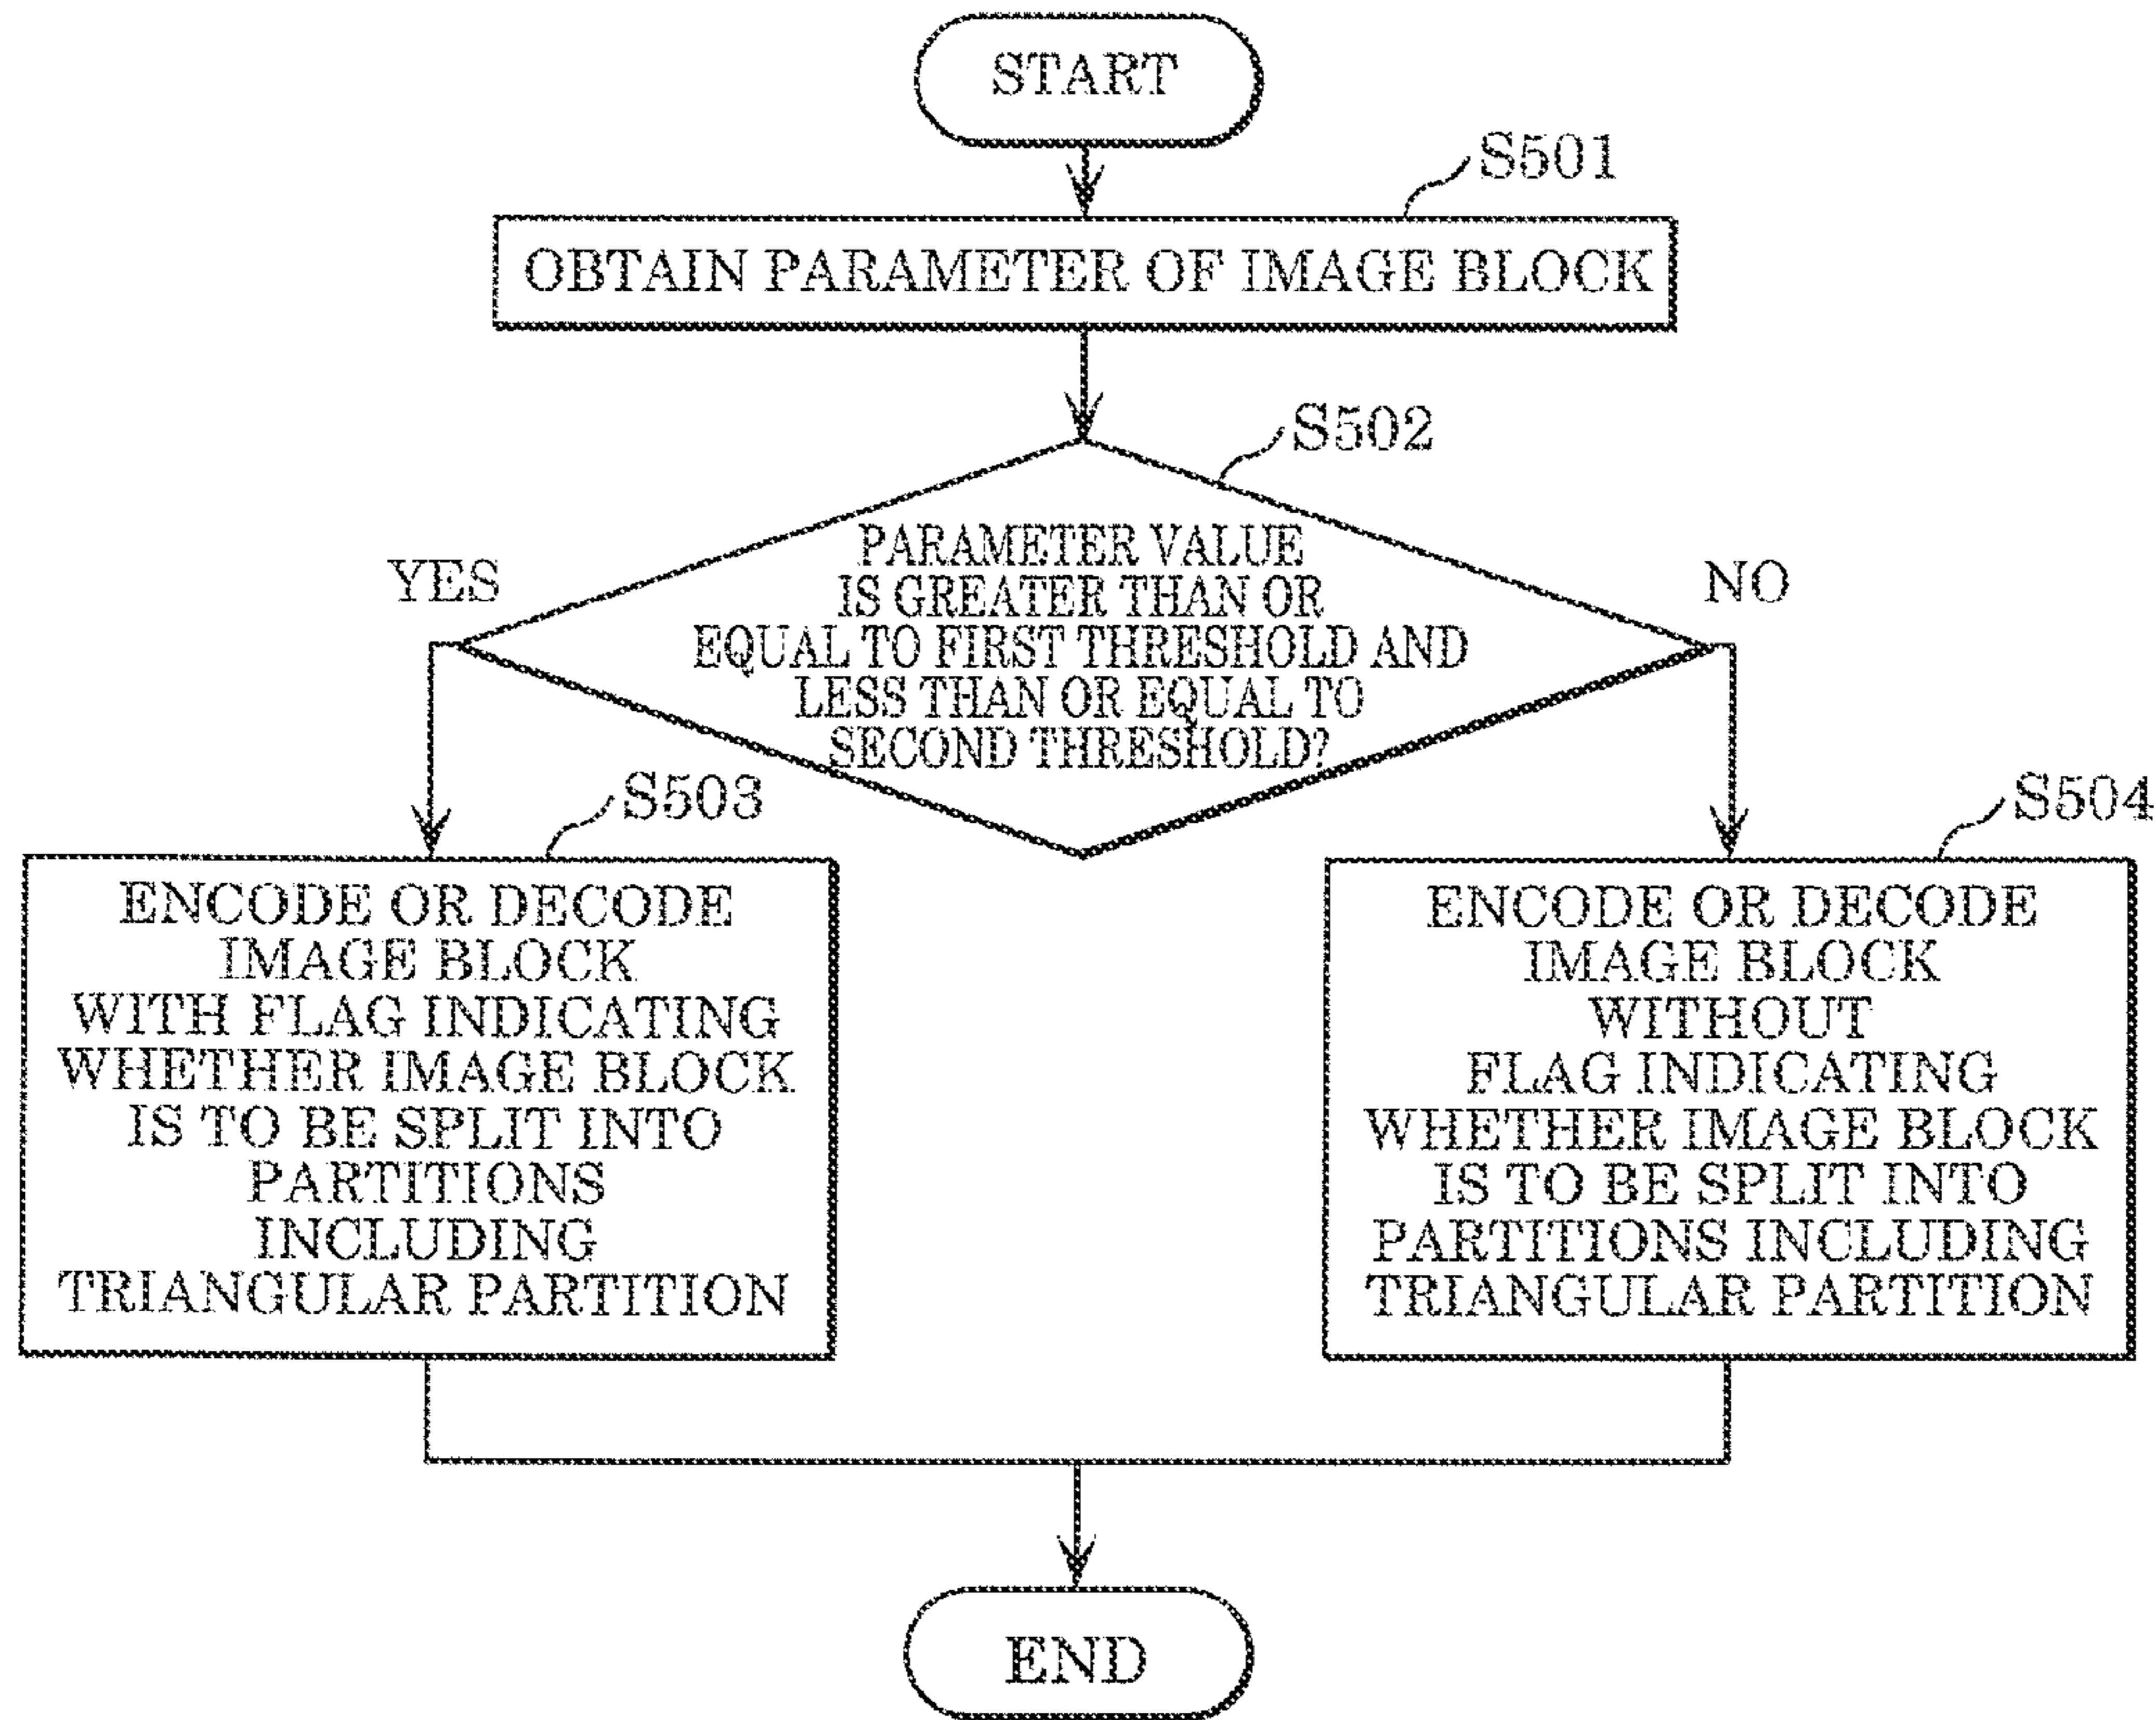 START
S501
OBTAIN PARAMETER OF IMAGE BLOCK
S502
PARAMETER VALUE
IS GREATER THAN OR
EQUAL TO FIRST THRESHOLD AND
LESS THAN OR EQUAL TO
SECOND THRESHOLD?
YES
NO
S503
ENCODE OR DECODE
IMAGE BLOCK
WITH FLAG INDICATING
WHETHER IMAGE BLOCK
IS TO BE SPLIT INTO
PARTITIONS
INCLUDING
TRIANGULAR PARTITION
S504
ENCODE OR DECODE
IMAGE BLOCK
WITHOUT
FLAG INDICATING
WHETHER IMAGE BLOCK
IS TO BE SPLIT INTO
PARTITIONS INCLUDING
TRIANGULAR PARTITION
END